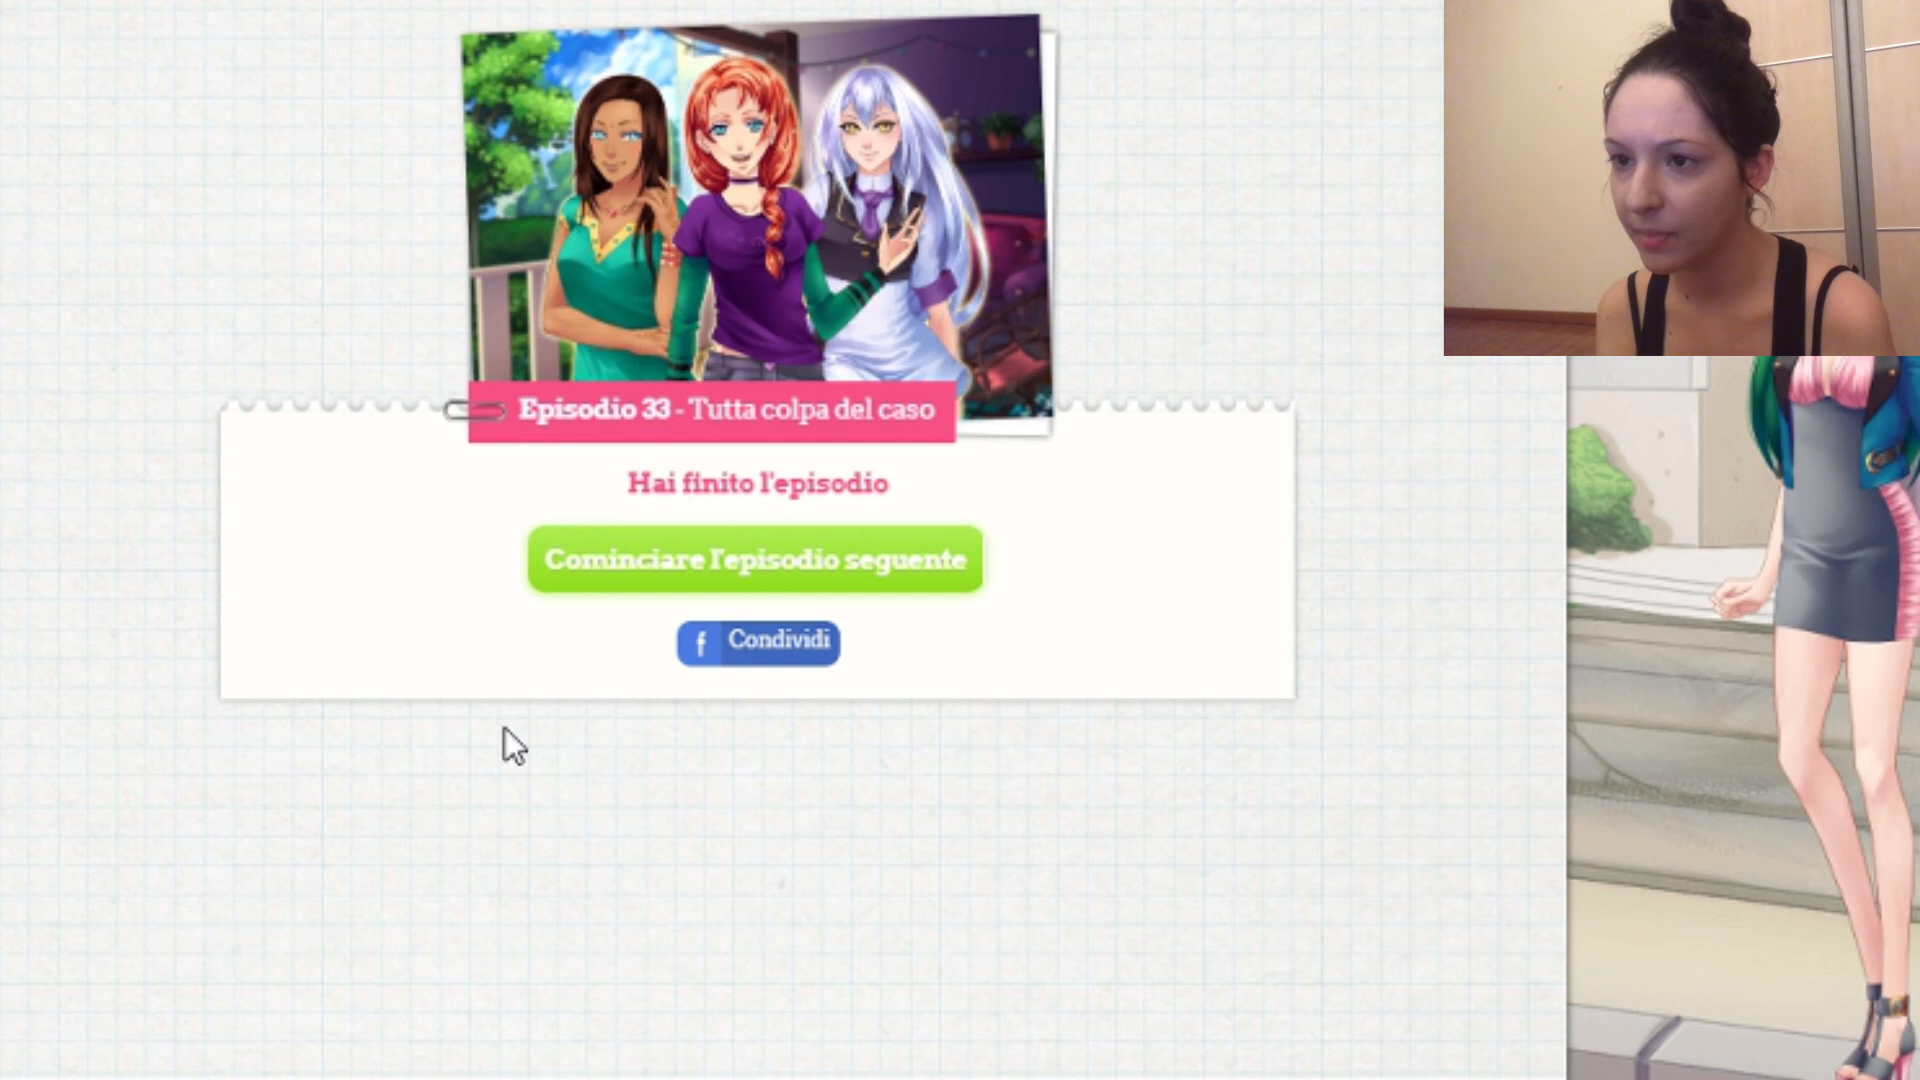 Episodio 33 - Tutta colpa del caso
Hai finito l'episodio
Cominciare l'episodio seguente
f Condividi